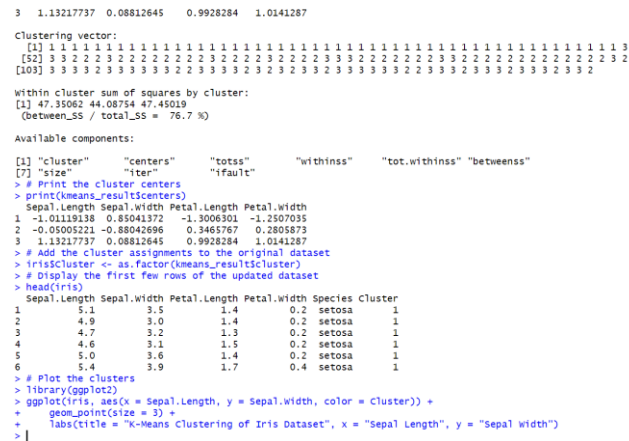 3  1.13217737  0.08812645    0.9928284   1.0141287
Clustering vector:
[1] 1 1 1 1 1 1 1 1 1 1 1 1 1 1 1 1 1 1 1 1 1 1 1 1 1 1 1 1 1 1 1 1 1 1 1 1 1 1 1 1 1 1 1 1 1 1 1 1 1 1 3
[52] 3 3 2 2 2 3 2 2 2 2 2 2 2 2 3 2 2 2 2 3 2 2 2 2 3 3 3 2 2 2 2 2 2 2 3 3 2 2 2 2 2 2 2 2 2 2 2 2 2 3 2
[103] 3 3 3 3 2 3 3 3 3 3 3 2 2 3 3 3 3 2 3 2 3 2 3 3 2 3 3 3 3 3 3 2 2 3 3 3 2 3 3 3 2 3 3 3 2 3 3 2
Within cluster sum of squares by cluster:
[1] 47.35062 44.08754 47.45019
(between_SS / total_SS =  76.7 %)
Available components:
[1] "cluster"      "centers"      "totss"        "withinss"     "tot.withinss" "betweenss"
[7] "size"         "iter"         "ifault"
> # Print the cluster centers
> print(kmeans_result$centers)
Sepal.Length Sepal.Width Petal.Length Petal.Width
1  -1.01119138  0.85041372   -1.3006301  -1.2507035
2  -0.05005221 -0.88042696    0.3465767   0.2805873
3   1.13217737  0.08812645    0.9928284   1.0141287
> # Add the cluster assignments to the original dataset
> iris$Cluster <- as.factor(kmeans_result$cluster)
> # Display the first few rows of the updated dataset
> head(iris)
Sepal.Length Sepal.Width Petal.Length Petal.Width Species Cluster
1          5.1         3.5          1.4         0.2  setosa       1
2          4.9         3.0          1.4         0.2  setosa       1
3          4.7         3.2          1.3         0.2  setosa       1
4          4.6         3.1          1.5         0.2  setosa       1
5          5.0         3.6          1.4         0.2  setosa       1
6          5.4         3.9          1.7         0.4  setosa       1
> # Plot the clusters
> library(ggplot2)
> ggplot(iris, aes(x = Sepal.Length, y = Sepal.Width, color = Cluster)) +
+     geom_point(size = 3) +
+     labs(title = "K-Means Clustering of Iris Dataset", x = "Sepal Length", y = "Sepal Width")
>